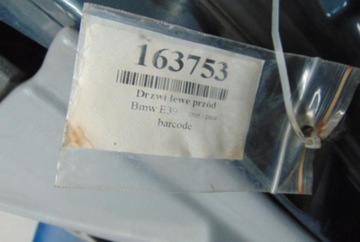 163753
Drzwi lewe przód
Bmw E39
barcode